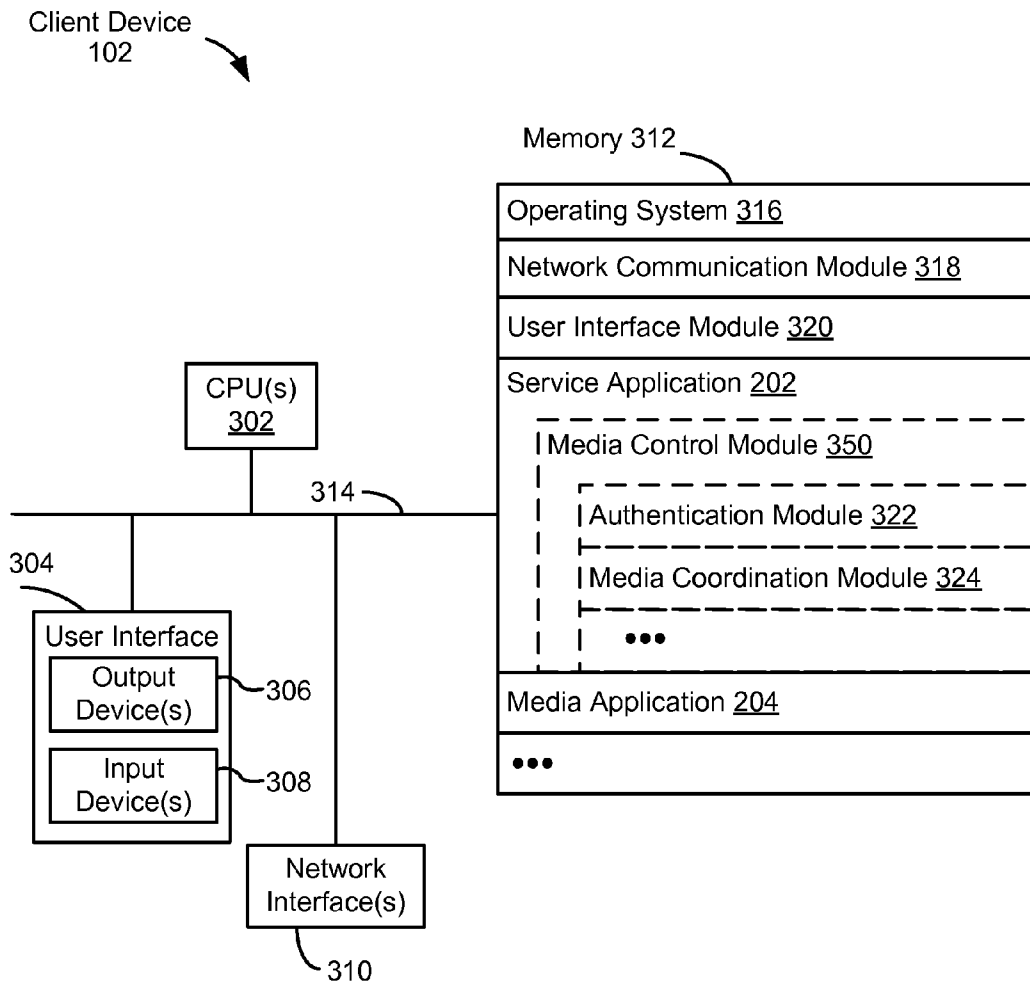 Client Device
102
Memory 312
Operating System 316
Network Communication Module 318
User Interface Module 320
Service Application 202
Media Control Module 350
Authentication Module 322
Media Coordination Module 324
•••
Media Application 204
•••
CPU(s)
302
314
304
User Interface
Output
Device(s)
306
Input
Device(s)
308
Network
Interface(s)
310